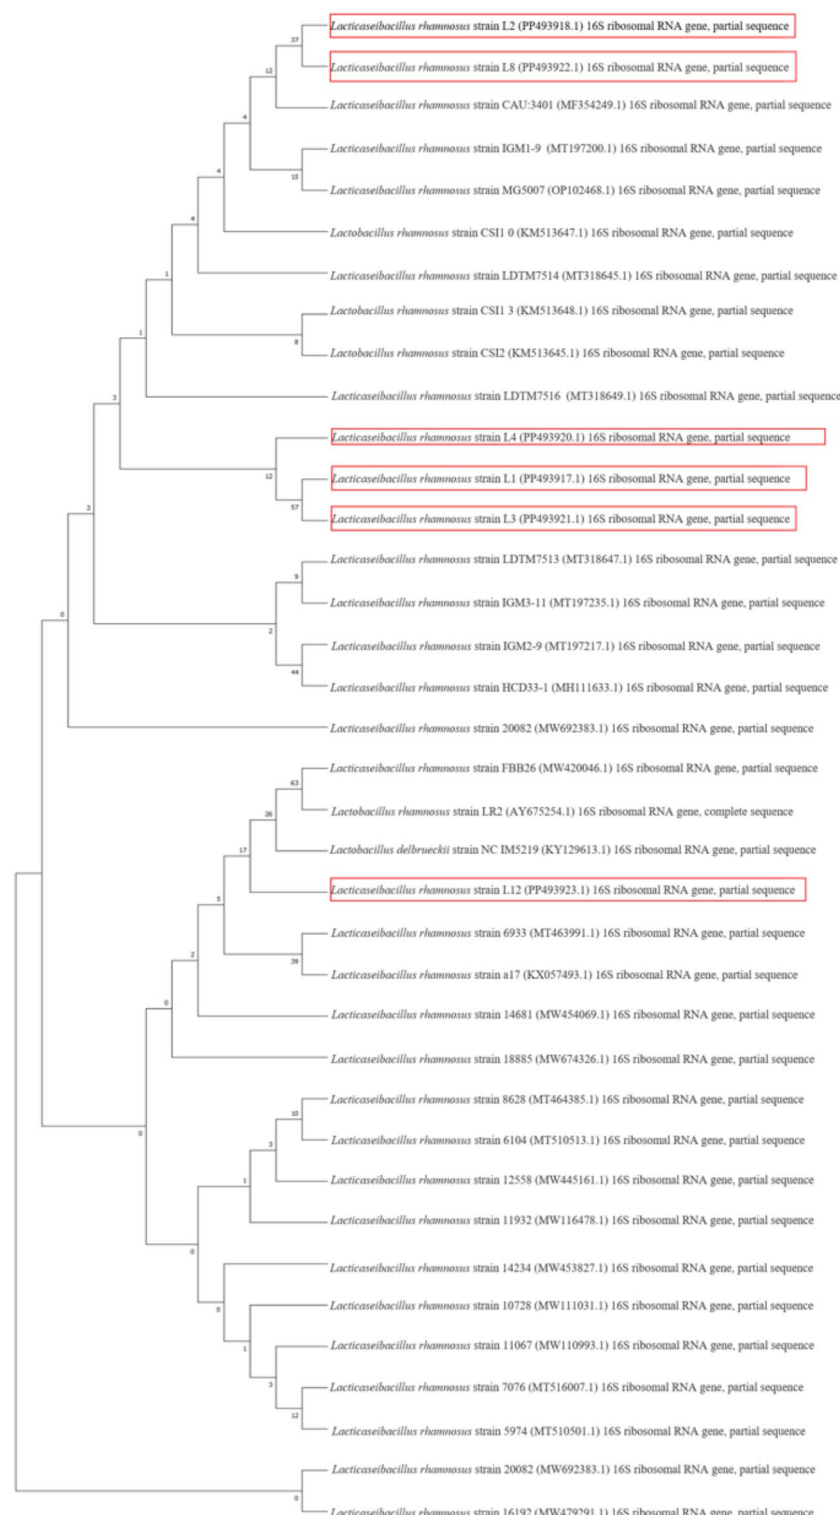 Lacticaseibacillus rhamnosus strain L2 (PP493918.1) 16S ribosomal RNA gene, partial sequence
37
Lacticaseibacillus rhamnosus strain L8 (PP493922.1) 16S ribosomal RNA gene, partial sequence
12
Lacticaseibacillus rhamnosus strain CAU:3401 (MF354249.1) 16S ribosomal RNA gene, partial sequence
4
Lacticaseibacillus rhamnosus strain IGM1-9 (MT197200.1) 16S ribosomal RNA gene, partial sequence
15
4
Lacticaseibacillus rhamnosus strain MG5007 (OP102468.1) 16S ribosomal RNA gene, partial sequence
4
Lactobacillus rhamnosus strain CSI1 0 (KM513647.1) 16S ribosomal RNA gene, partial sequence
1
Lacticaseibacillus rhamnosus strain LDTM7514 (MT318645.1) 16S ribosomal RNA gene, partial sequence
Lactobacillus rhamnosus strain CSI1 3 (KM513648.1) 16S ribosomal RNA gene, partial sequence
1
8
Lactobacillus rhamnosus strain CSI2 (KM513645.1) 16S ribosomal RNA gene, partial sequence
3
Lacticaseibacillus rhamnosus strain LDTM7516 (MT318649.1) 16S ribosomal RNA gene, partial sequence
Lacticaseibacillus rhamnosus strain L4 (PP493920.1) 16S ribosomal RNA gene, partial sequence
12
Lacticaseibacillus rhamnosus strain L1 (PP493917.1) 16S ribosomal RNA gene, partial sequence
57
3
Lacticaseibacillus rhamnosus strain L3 (PP493921.1) 16S ribosomal RNA gene, partial sequence
Lacticaseibacillus rhamnosus strain LDTM7513 (MT318647.1) 16S ribosomal RNA gene, partial sequence
9
Lacticaseibacillus rhamnosus strain IGM3-11 (MT197235.1) 16S ribosomal RNA gene, partial sequence
0
2
Lacticaseibacillus rhamnosus strain IGM2-9 (MT197217.1) 16S ribosomal RNA gene, partial sequence
44
Lacticaseibacillus rhamnosus strain HCD33-1 (MH111633.1) 16S ribosomal RNA gene, partial sequence
Lacticaseibacillus rhamnosus strain 20082 (MW692383.1) 16S ribosomal RNA gene, partial sequence
Lacticaseibacillus rhamnosus strain FBB26 (MW420046.1) 16S ribosomal RNA gene, partial sequence
63
Lactobacillus rhamnosus strain LR2 (AY675254.1) 16S ribosomal RNA gene, complete sequence
26
Lactobacillus delbrueckii strain NC IM5219 (KY129613.1) 16S ribosomal RNA gene, partial sequence
17
Lacticaseibacillus rhamnosus strain L12 (PP493923.1) 16S ribosomal RNA gene, partial sequence
5
Lacticaseibacillus rhamnosus strain 6933 (MT463991.1) 16S ribosomal RNA gene, partial sequence
2
39
Lacticaseibacillus rhamnosus strain a17 (KX057493.1) 16S ribosomal RNA gene, partial sequence
0
Lacticaseibacillus rhamnosus strain 14681 (MW454069.1) 16S ribosomal RNA gene, partial sequence
Lacticaseibacillus rhamnosus strain 18885 (MW674326.1) 16S ribosomal RNA gene, partial sequence
Lacticaseibacillus rhamnosus strain 8628 (MT464385.1) 16S ribosomal RNA gene, partial sequence
10
0
Lacticaseibacillus rhamnosus strain 6104 (MT510513.1) 16S ribosomal RNA gene, partial sequence
3
Lacticaseibacillus rhamnosus strain 12558 (MW445161.1) 16S ribosomal RNA gene, partial sequence
1
Lacticaseibacillus rhamnosus strain 11932 (MW116478.1) 16S ribosomal RNA gene, partial sequence
0
Lacticaseibacillus rhamnosus strain 14234 (MW453827.1) 16S ribosomal RNA gene, partial sequence
0
Lacticaseibacillus rhamnosus strain 10728 (MW111031.1) 16S ribosomal RNA gene, partial sequence
1
Lacticaseibacillus rhamnosus strain 11067 (MW110993.1) 16S ribosomal RNA gene, partial sequence
3
Lacticaseibacillus rhamnosus strain 7076 (MT516007.1) 16S ribosomal RNA gene, partial sequence
12
Lacticaseibacillus rhamnosus strain 5974 (MT510501.1) 16S ribosomal RNA gene, partial sequence
Lacticaseibacillus rhamnosus strain 20082 (MW692383.1) 16S ribosomal RNA gene, partial sequence
0
Lacticaseibacillus rhamnosus strain 16192 (MW479291.1) 16S ribosomal RNA gene, partial sequence